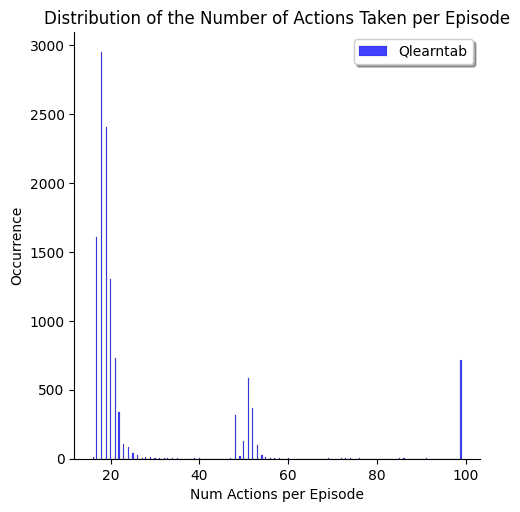 Distribution of the Number of Actions Taken per Episode
Qlearntab
3000
2500
2000
1500
1000
500
0
Occurrence
20 40 60 80 100
Num Actions per Episode